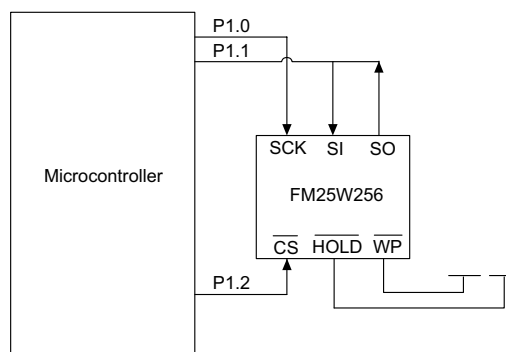 P1.0
P1.1
SCK SI SO
Microcontroller
FM25W256
CS HOLD WP
P1.2